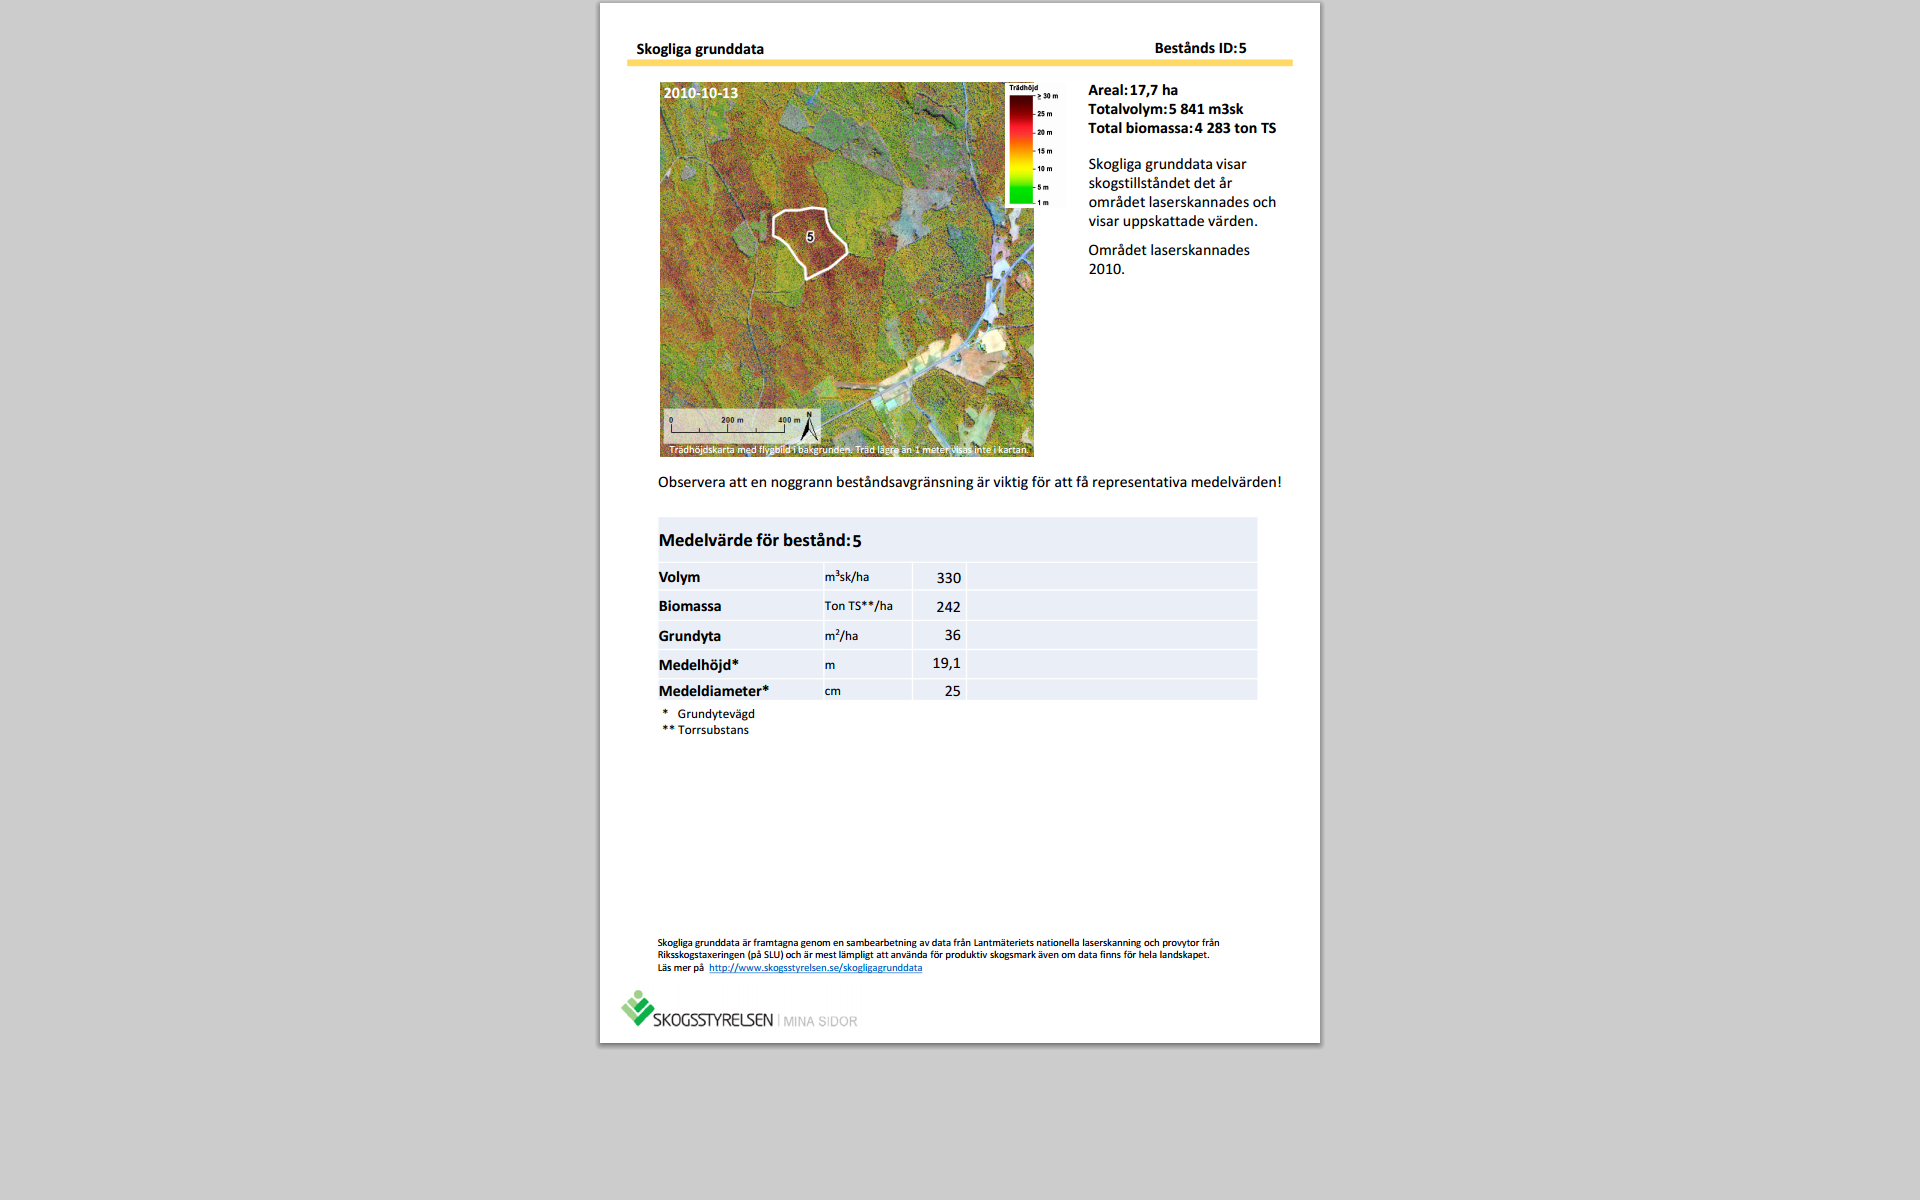 Skogliga grunddata
Bestånds ID:5
2010-10-13
Trädhöjd
≥ 30 m
25 m
20 m
15 m
10 m
5 m
1 m
5
0 200 m 400 m
N
Trädhöjdskarta med flygbild i bakgrunden. Träd lägre än 1 meter visas inte i kartan.
Areal:17,7 ha
Totalvolym:5 841 m3sk
Total biomassa:4 283 ton TS
Skogliga grunddata visar
skogstillståndet det år
området laserskannades och
visar uppskattade värden.
Området laserskannades
2010.
Observera att en noggrann beståndsavgränsning är viktig för att få representativa medelvärden!
Medelvärde för bestånd:5
Volym m³sk/ha 330
Biomassa Ton TS**/ha 242
Grundyta m²/ha 36
Medelhöjd* m 19,1
Medeldiameter* cm 25
* Grundytevägd
** Torrsubstans
Skogliga grunddata är framtagna genom en sambearbetning av data från Lantmäteriets nationella laserskanning och provytor från
Riksskogstaxeringen (på SLU) och är mest lämpligt att använda för produktiv skogsmark även om data finns för hela landskapet.
Läs mer på http://www.skogsstyrelsen.se/skogligagrunddata
SKOGSSTYRELSEN | MINA SIDOR